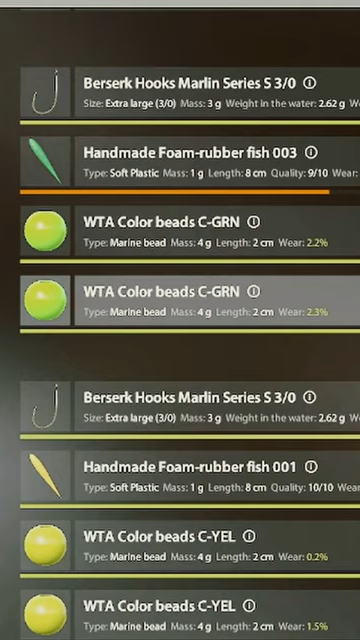 Berserk Hooks Marlin Series S 3/0
Size: Extra large (3/0) Mass: 3 g Weight in the water: 2.62 g
Handmade Foam-rubber fish 003
Type: Soft Plastic Mass: 1 g Length: 8 cm Quality: 9/10 Wear:
WTA Color beads C-GRN
Type: Marine bead Mass: 4 g Length: 2 cm Wear: 2.2%
WTA Color beads C-GRN
Type: Marine bead Mass: 4 g Length: 2 cm Wear: 2.3%
Berserk Hooks Marlin Series S 3/0
Size: Extra large (3/0) Mass: 3 g Weight in the water: 2.62 g
Handmade Foam-rubber fish 001
Type: Soft Plastic Mass: 1 g Length: 8 cm Quality: 10/10
WTA Color beads C-YEL
Type: Marine bead Mass: 4 g Length: 2 cm Wear: 0.2%
WTA Color beads C-YEL
Type: Marine bead Mass: 4 g Length: 2 cm Wear: 1.5%